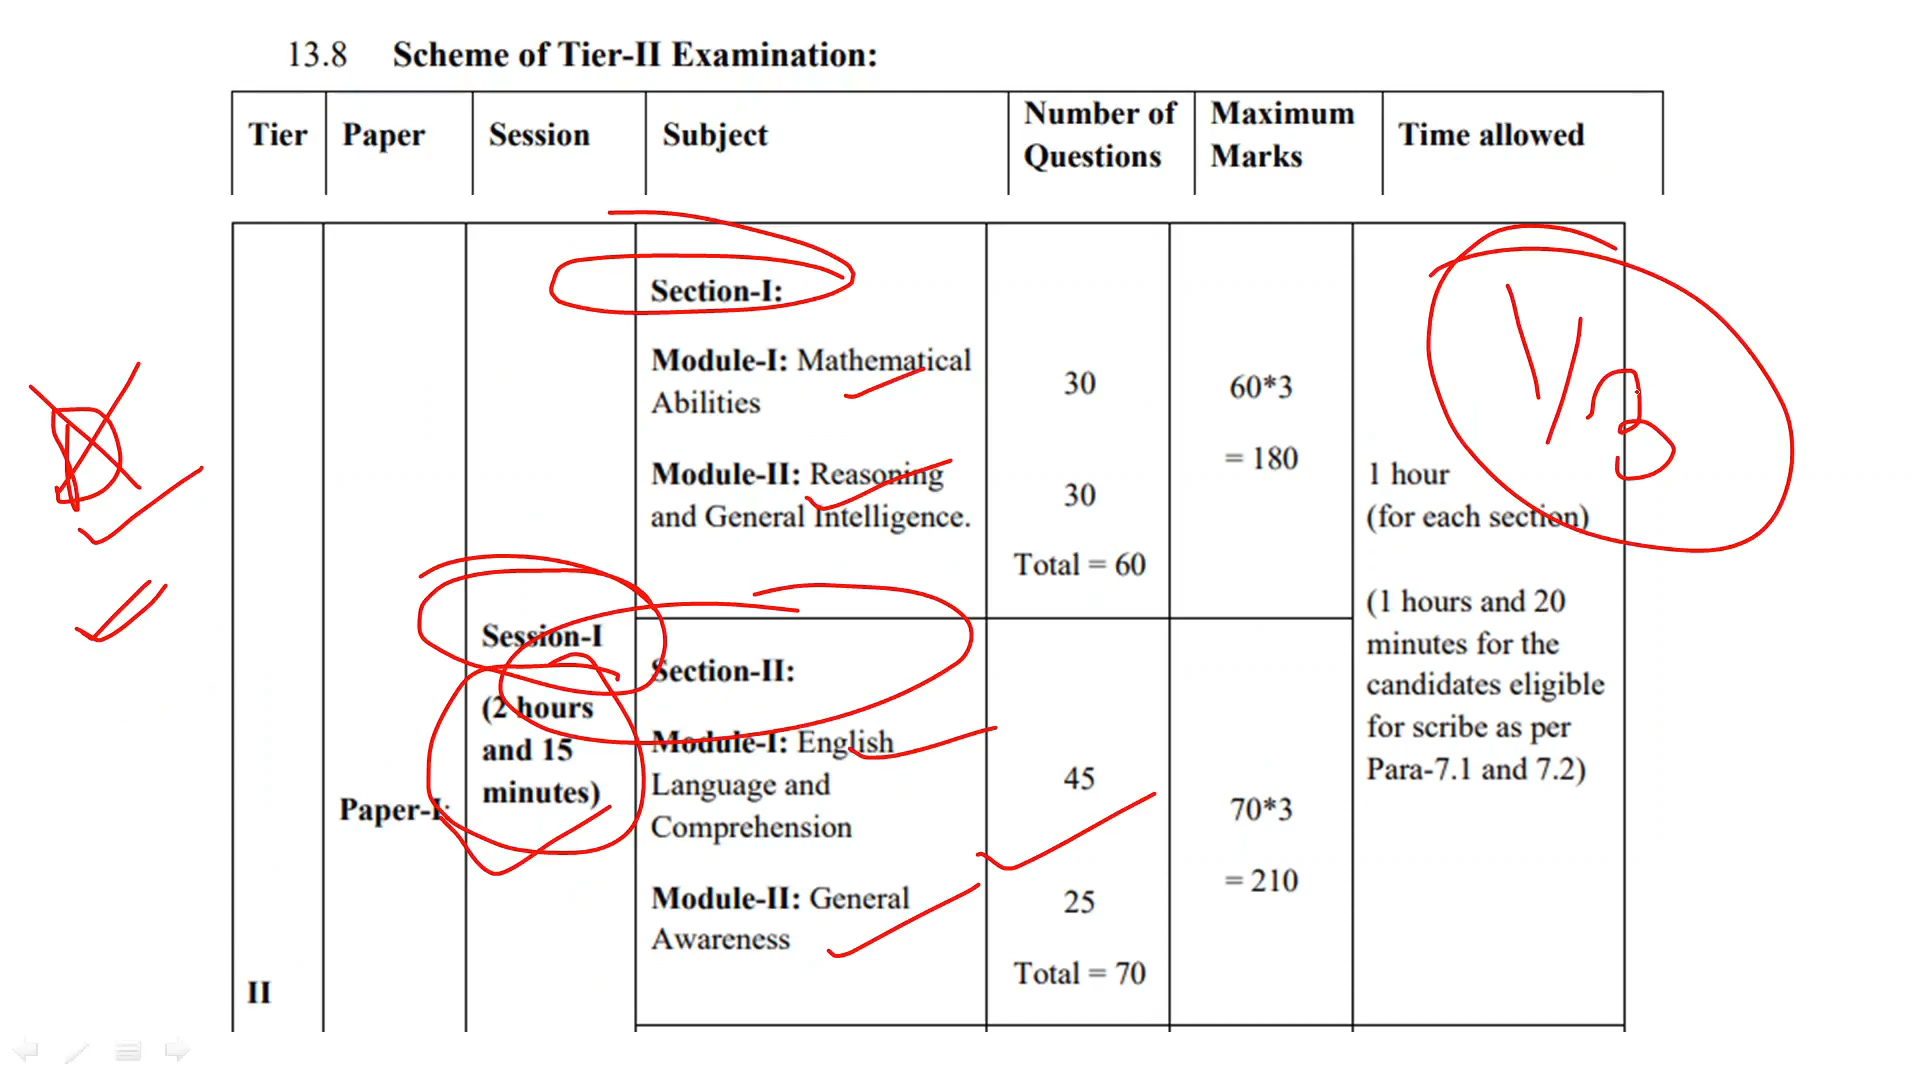 13.8 Scheme of Tier-II Examination:
Tier Paper Session Subject Number of Questions Maximum Marks Time allowed
II
Paper-I:
Session-I
(2 hours
and 15
minutes)
Section-I:
Module-I: Mathematical
Abilities
30
Module-II: Reasoning
and General Intelligence.
30
Total = 60
60*3
= 180
Section-II:
Module-I: English
Language and
Comprehension
45
Module-II: General
Awareness
25
Total = 70
70*3
= 210
1 hour
(for each section)
(1 hours and 20
minutes for the
candidates eligible
for scribe as per
Para-7.1 and 7.2)
1/3